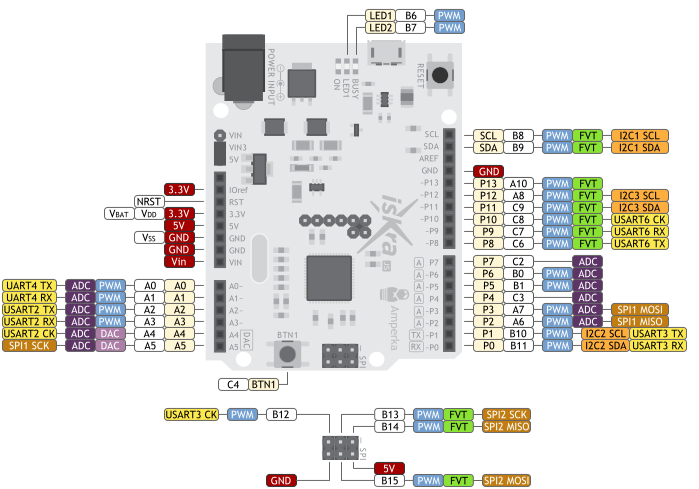 LED1 B6 PWM
LED2 B7 PWM
POWER INPUT
ON
LED1
BUSY
RESET
VIN
VIN3
5V
3.3V IOref
NRST RST
VBAT VDD 3.3V 3.3V
5V 5V
VSS GND GND
GND GND
Vin VIN
UART4 TX ADC PWM A0 A0 A0-
UART4 RX ADC PWM A1 A1 A1-
USART2 TX ADC PWM A2 A2 A2-
USART2 RX ADC PWM A3 A3 A3-
USART2 CK ADC DAC A4 A4 A4
SPI1 SCK ADC DAC A5 A5 A5
DAC
SCL SCL B8 PWM FVT I2C1 SCL
SDA SDA B9 PWM FVT I2C1 SDA
AREF
GND GND
-P13 P13 A10 PWM FVT
-P12 P12 A8 PWM FVT I2C3 SCL
-P11 P11 C9 PWM FVT I2C3 SDA
-P10 P10 C8 PWM FVT USART6 CK
-P9 P9 C7 PWM FVT USART6 RX
-P8 P8 C6 PWM FVT USART6 TX
iskra
JS
Amperka
A P7 P7 C2 ADC
A -P6 P6 B0 PWM ADC
A -P5 P5 B1 PWM ADC
A P4 P4 C3 ADC
A -P3 P3 A7 PWM ADC SPI1 MOSI
A -P2 P2 A6 PWM ADC SPI1 MISO
TX -P1 P1 B10 PWM I2C2 SCL USART3 TX
RX -P0 P0 B11 PWM I2C2 SDA USART3 RX
BTN1
SPI
C4 BTN1
USART3 CK PWM B12
B13 PWM FVT SPI2 SCK
B14 PWM FVT SPI2 MISO
SPI
5V
GND
B15 PWM FVT SPI2 MOSI